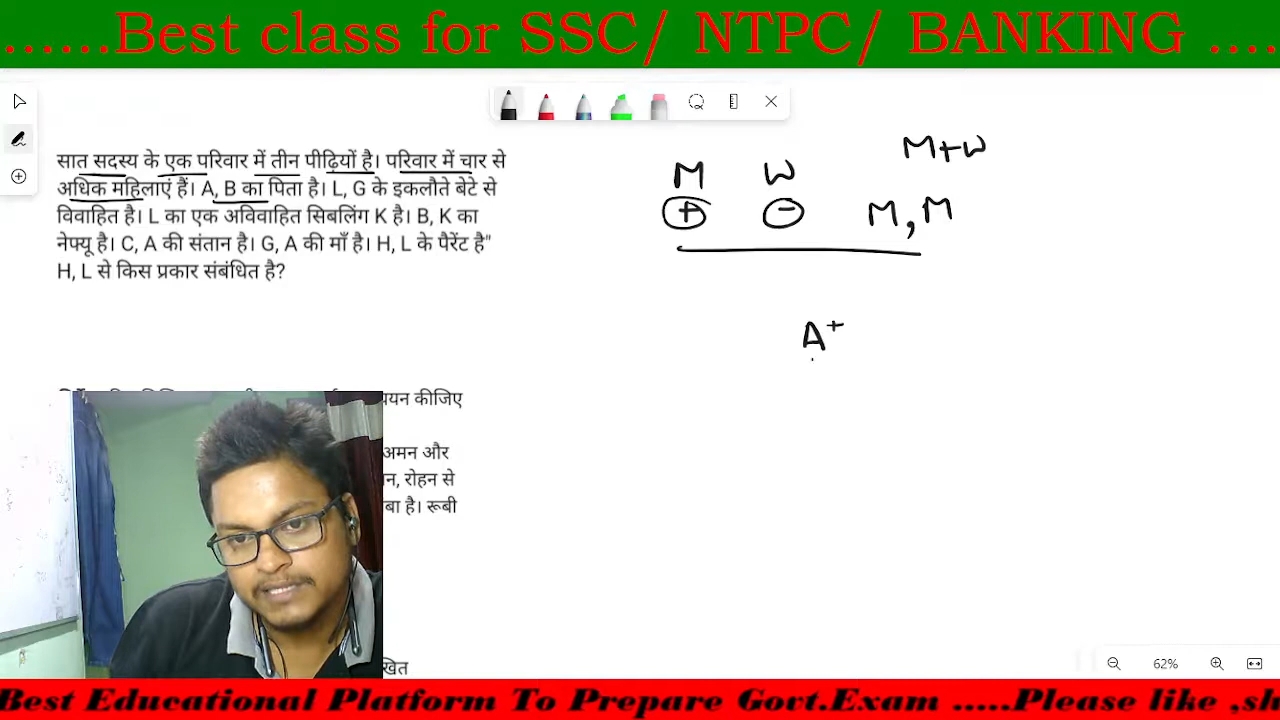 ......Best class for SSC/ NTPC/ BANKING ....
सात सदस्य के एक परिवार में तीन पीढ़ियों है। परिवार में चार से
अधिक महिलाएं हैं। A, B का पिता है। L, G के इकलौते बेटे से
विवाहित है। L का एक अविवाहित सिबलिंग K है। B, K का
नेफ्यू है। C, A की संतान है। G, A की माँ है। H, L के पैरेंट है"
H, L से किस प्रकार संबंधित है?
M W M+W
+ - M, M
A+
चयन कीजिए
अमन और
रोहन से
है। रूबी
62%
Best Educational Platform To Prepare Govt.Exam .....Please like ,sh